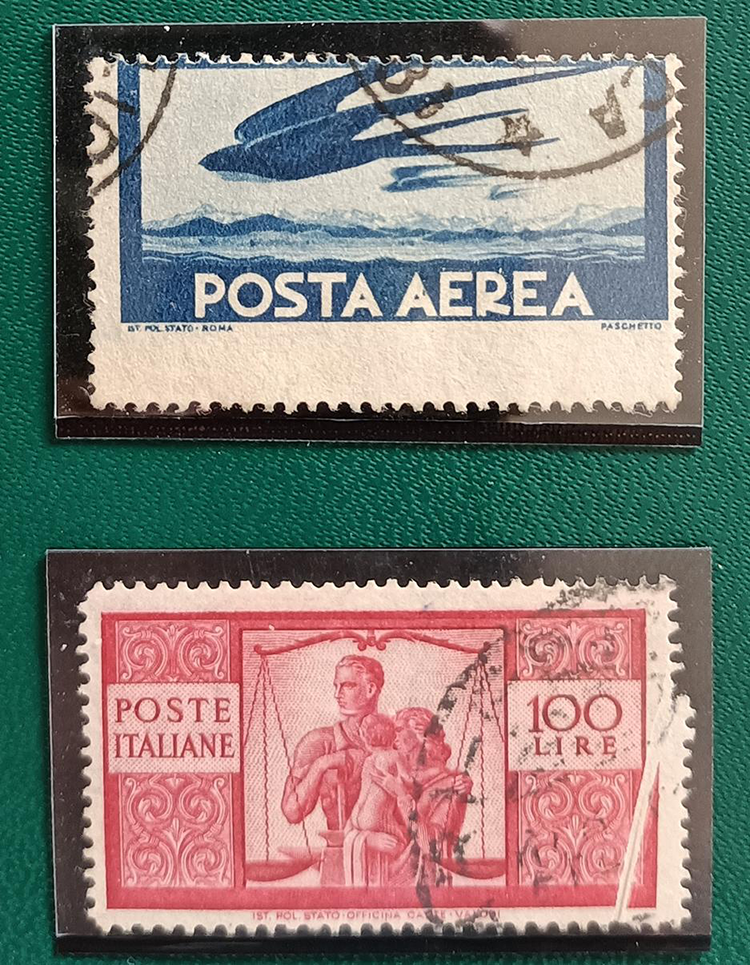 POSTA AEREA
IST. POL. STATO - ROMA
PASCHETTO
POSTE
ITALIANE
100
LIRE
IST. POL. STATO - OFFICINA CARTE - VALORI